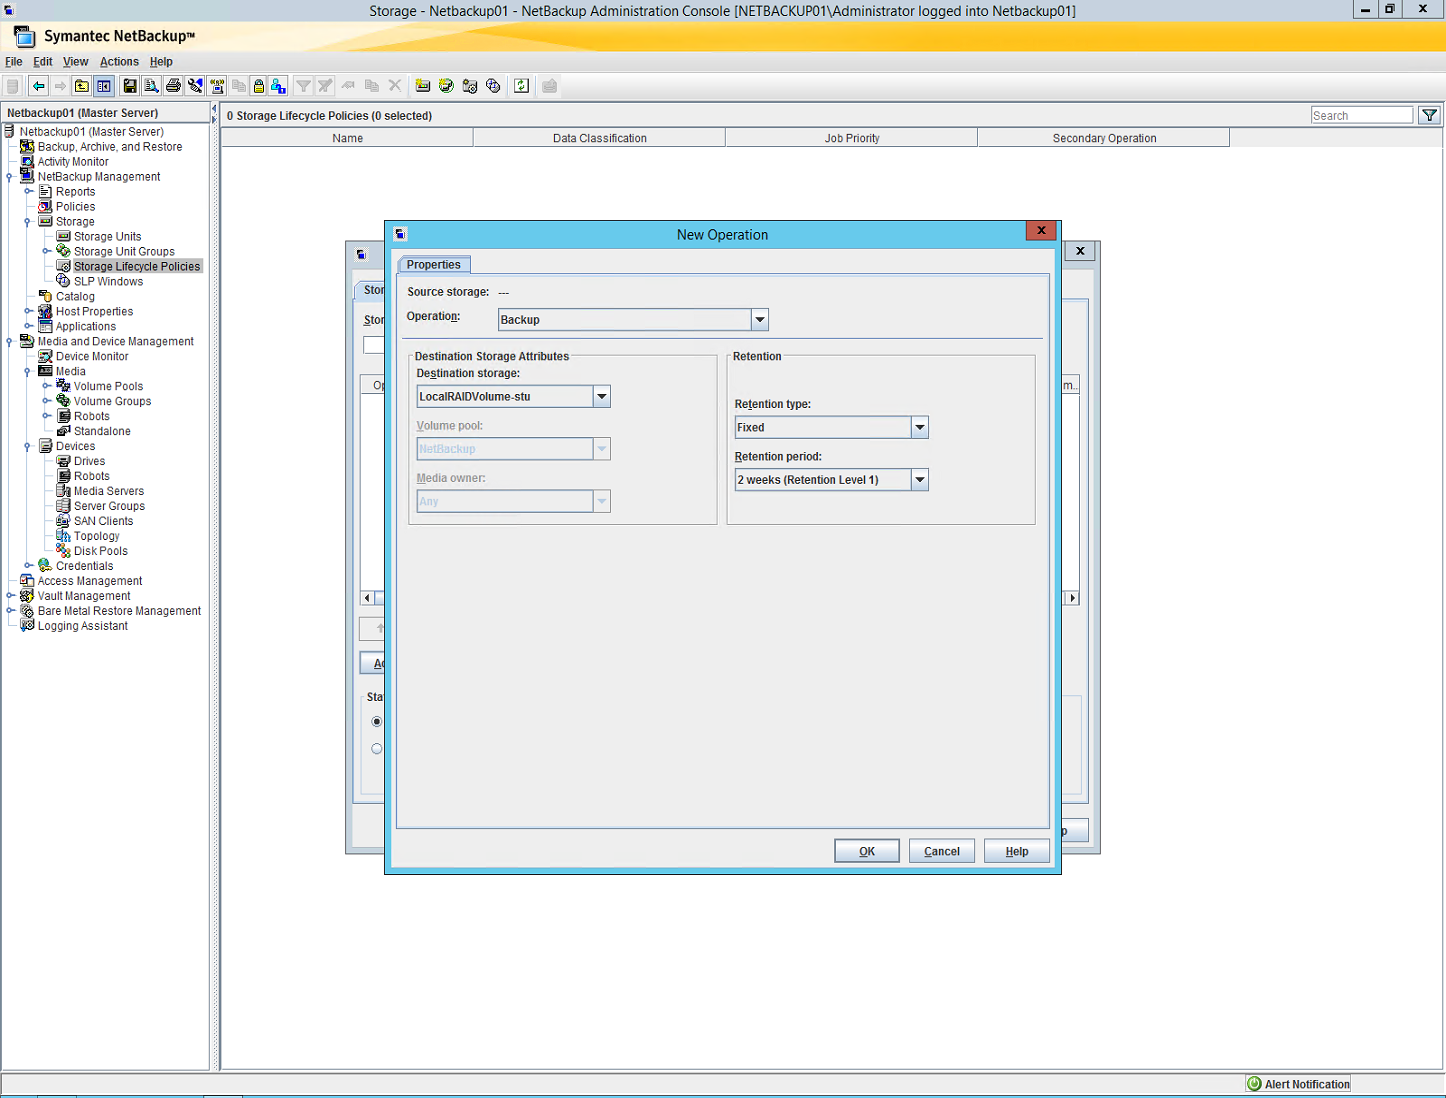 Storage - Netbackup01 - NetBackup Administration Console [NETBACKUP01\Administrator logged into Netbackup01]
Symantec NetBackup™
File Edit View Actions Help
Netbackup01 (Master Server)
0 Storage Lifecycle Policies (0 selected)
Search
Name Data Classification Job Priority Secondary Operation
Netbackup01 (Master Server)
Backup, Archive, and Restore
Activity Monitor
NetBackup Management
Reports
Policies
Storage
Storage Units
Storage Unit Groups
Storage Lifecycle Policies
SLP Windows
Catalog
Host Properties
Applications
Media and Device Management
Device Monitor
Media
Volume Pools
Volume Groups
Robots
Standalone
Devices
Drives
Robots
Media Servers
Server Groups
SAN Clients
Topology
Disk Pools
Credentials
Access Management
Vault Management
Bare Metal Restore Management
Logging Assistant
Stor
Stor
Op
m..
Ad
Sta
p
New Operation
Properties
Source storage: ---
Operation: Backup
Destination Storage Attributes
Destination storage:
LocalRAIDVolume-stu
Volume pool:
NetBackup
Media owner:
Any
Retention
Retention type:
Fixed
Retention period:
2 weeks (Retention Level 1)
OK Cancel Help
Alert Notification